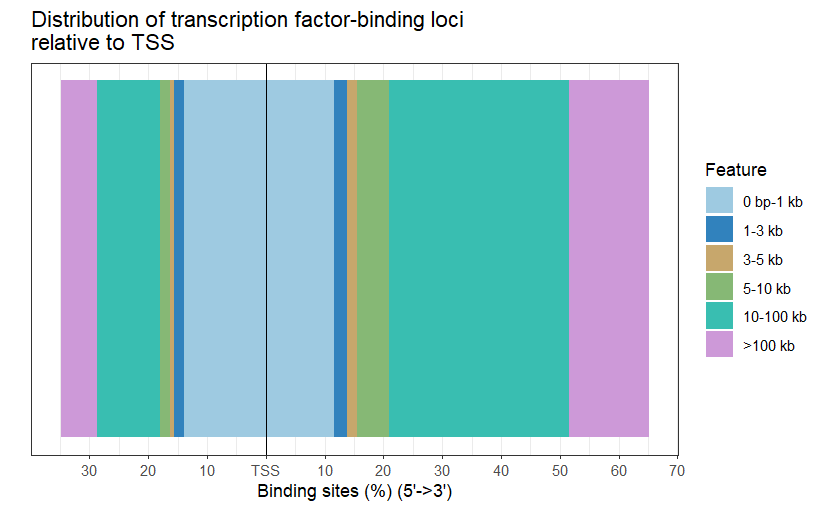 Distribution of transcription factor-binding loci
relative to TSS
Feature
0 bp-1 kb
1-3 kb
3-5 kb
5-10 kb
10-100 kb
>100 kb
30 20 10 TSS 10 20 30 40 50 60 70
Binding sites (%) (5'->3')